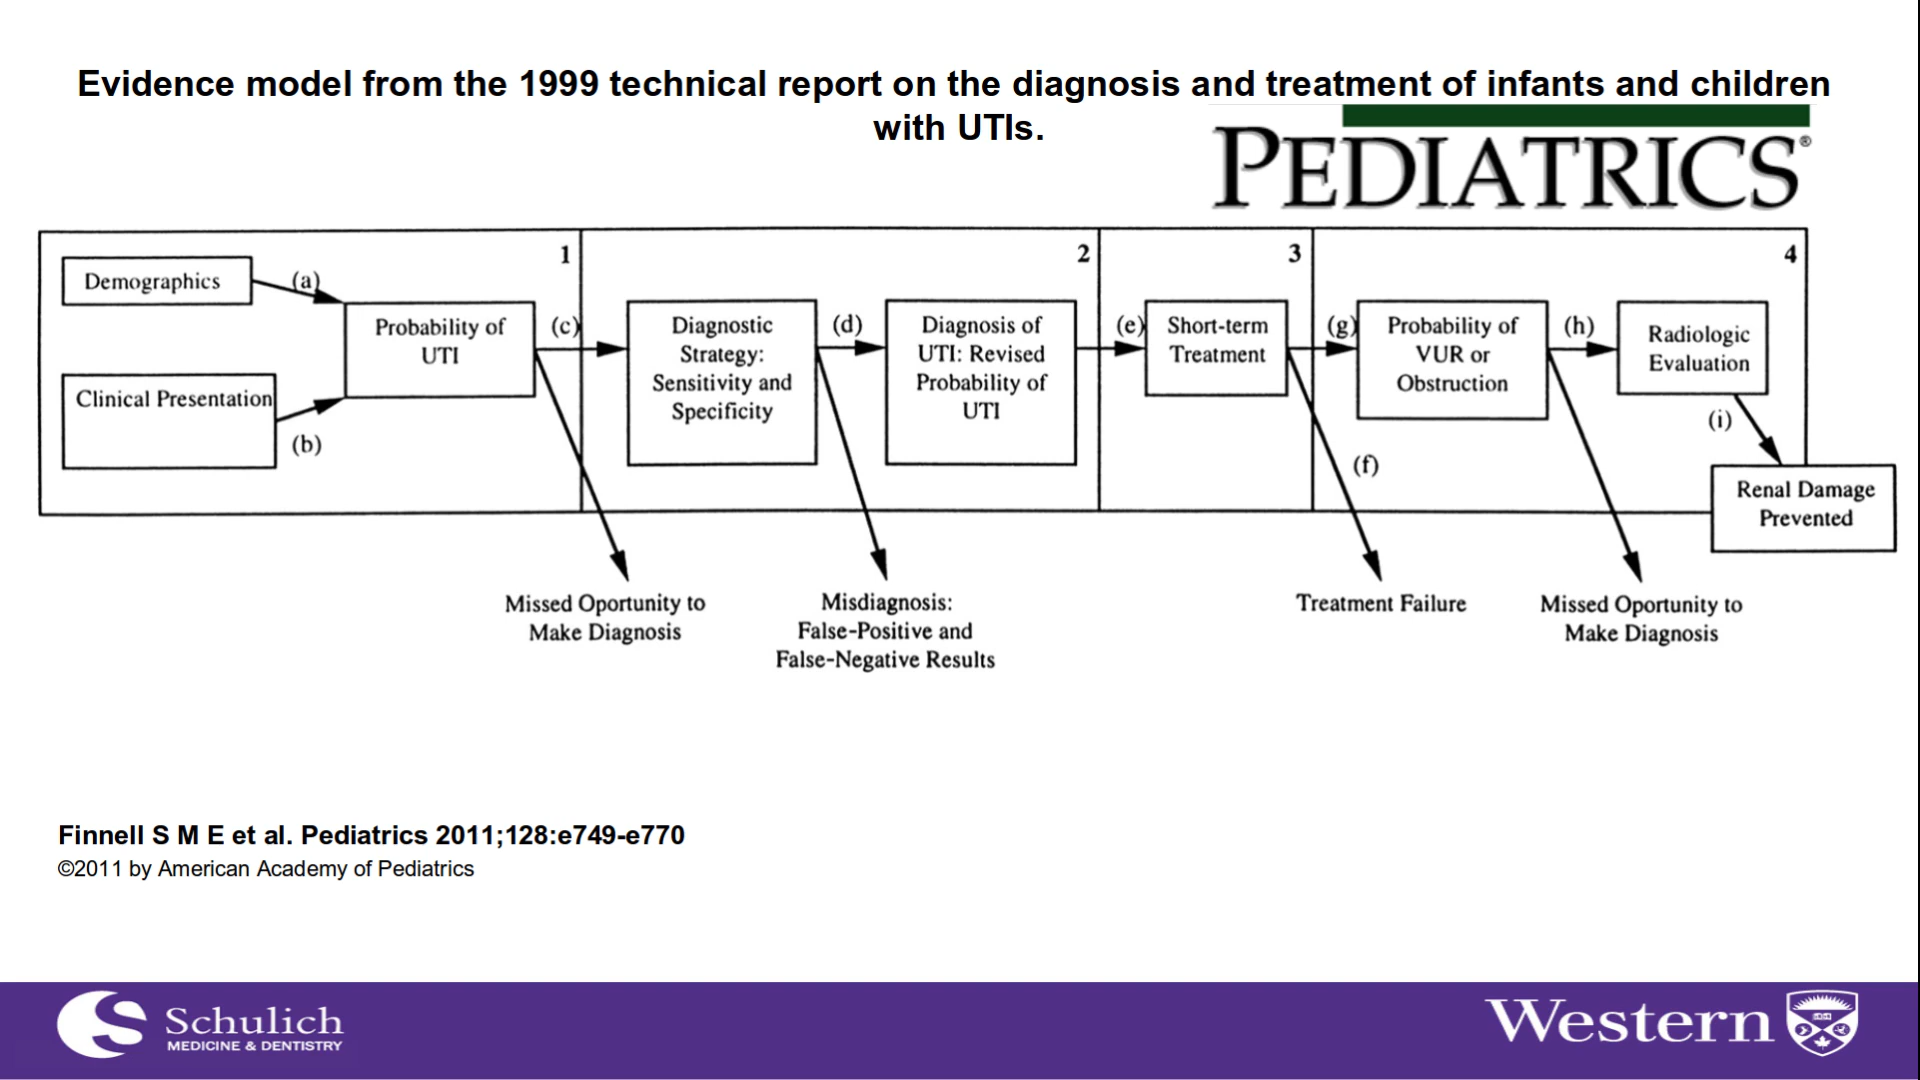 Evidence model from the 1999 technical report on the diagnosis and treatment of infants and children
with UTIs.
PEDIATRICS®
1
2
3
4
Demographics
(a)
Clinical Presentation
(b)
Probability of
UTI
(c)
Diagnostic
Strategy:
Sensitivity and
Specificity
(d)
Diagnosis of
UTI: Revised
Probability of
UTI
(e)
Short-term
Treatment
(g)
(f)
Probability of
VUR or
Obstruction
(h)
Radiologic
Evaluation
(i)
Renal Damage
Prevented
Missed Oportunity to
Make Diagnosis
Misdiagnosis:
False-Positive and
False-Negative Results
Treatment Failure
Missed Oportunity to
Make Diagnosis
Finnell S M E et al. Pediatrics 2011;128:e749-e770
©2011 by American Academy of Pediatrics
Schulich
MEDICINE & DENTISTRY
Western